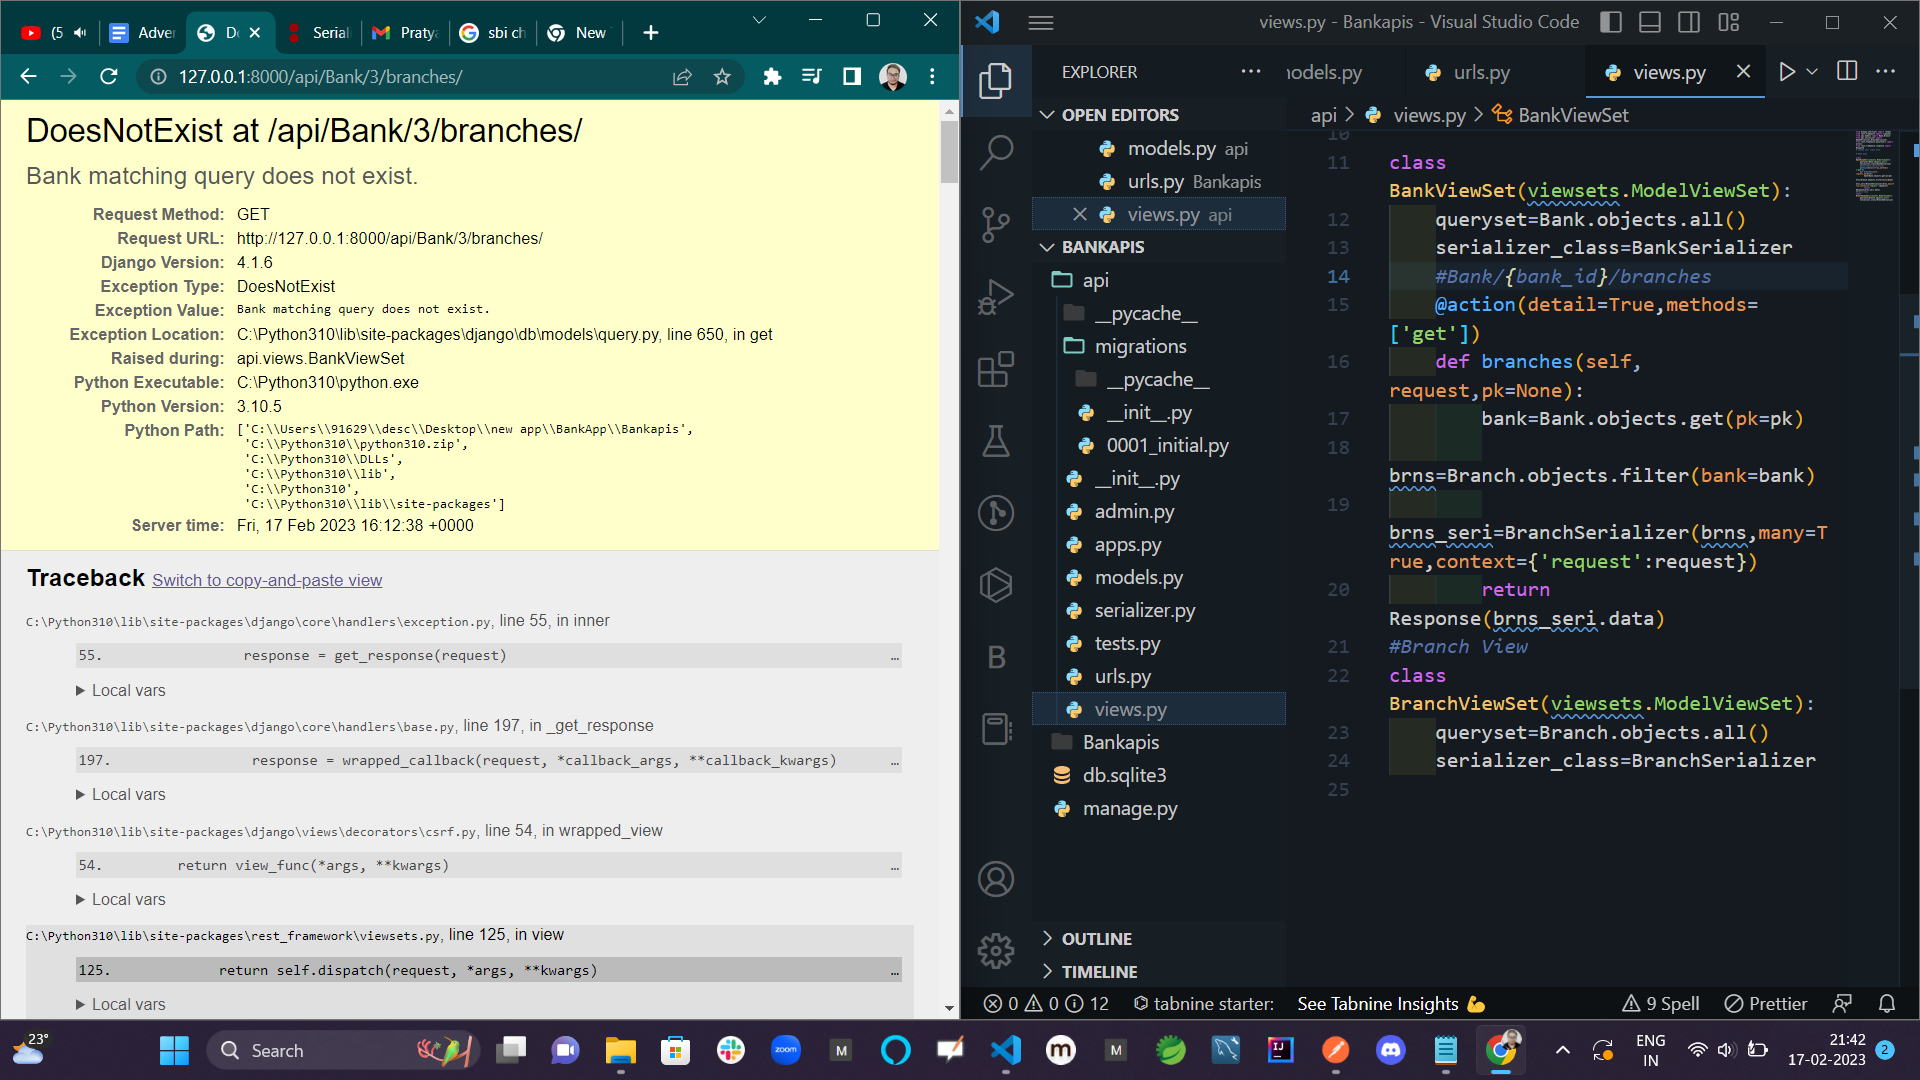 (5
Adver
Do
Serial
Pratya
sbi ch
New
127.0.0.1:8000/api/Bank/3/branches/
DoesNotExist at /api/Bank/3/branches/
Bank matching query does not exist.
Request Method: GET
Request URL: http://127.0.0.1:8000/api/Bank/3/branches/
Django Version: 4.1.6
Exception Type: DoesNotExist
Exception Value: Bank matching query does not exist.
Exception Location: C:\Python310\lib\site-packages\django\db\models\query.py, line 650, in get
Raised during: api.views.BankViewSet
Python Executable: C:\Python310\python.exe
Python Version: 3.10.5
Python Path: ['C:\\Users\\91629\\desc\\Desktop\\new app\\BankApp\\Bankapis',
'C:\\Python310\\python310.zip',
'C:\\Python310\\DLLs',
'C:\\Python310\\lib',
'C:\\Python310',
'C:\\Python310\\lib\\site-packages']
Server time: Fri, 17 Feb 2023 16:12:38 +0000
Traceback Switch to copy-and-paste view
C:\Python310\lib\site-packages\django\core\handlers\exception.py, line 55, in inner
55. response = get_response(request) …
▶ Local vars
C:\Python310\lib\site-packages\django\core\handlers\base.py, line 197, in _get_response
197. response = wrapped_callback(request, *callback_args, **callback_kwargs) …
▶ Local vars
C:\Python310\lib\site-packages\django\views\decorators\csrf.py, line 54, in wrapped_view
54. return view_func(*args, **kwargs) …
▶ Local vars
C:\Python310\lib\site-packages\rest_framework\viewsets.py, line 125, in view
125. return self.dispatch(request, *args, **kwargs) …
▶ Local vars
views.py - Bankapis - Visual Studio Code
EXPLORER
OPEN EDITORS
models.py api
urls.py Bankapis
views.py api
BANKAPIS
api
__pycache__
migrations
__pycache__
__init__.py
0001_initial.py
__init__.py
admin.py
apps.py
models.py
serializer.py
tests.py
urls.py
views.py
Bankapis
db.sqlite3
manage.py
OUTLINE
TIMELINE
models.py
urls.py
views.py
api > views.py > BankViewSet
10
11 class
BankViewSet(viewsets.ModelViewSet):
12 queryset=Bank.objects.all()
13 serializer_class=BankSerializer
14 #Bank/{bank_id}/branches
15 @action(detail=True,methods=
['get'])
16 def branches(self,
request,pk=None):
17 bank=Bank.objects.get(pk=pk)
18
brns=Branch.objects.filter(bank=bank)
19
brns_seri=BranchSerializer(brns,many=T
rue,context={'request':request})
20 return
Response(brns_seri.data)
21 #Branch View
22 class
BranchViewSet(viewsets.ModelViewSet):
23 queryset=Branch.objects.all()
24 serializer_class=BranchSerializer
25
0 0 12 tabnine starter: See Tabnine Insights 9 Spell Prettier
23°
Search
zoom
M
m
M
IJ
ENG
IN
21:42
17-02-2023
2